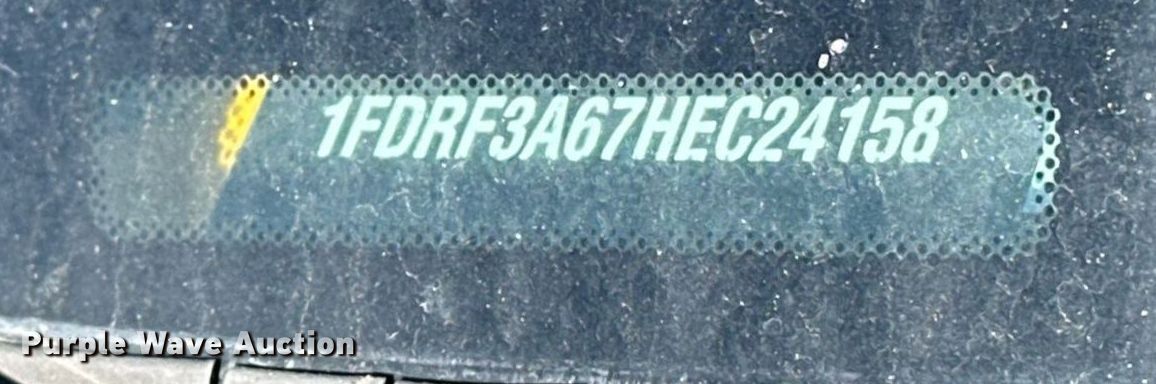 1FDRF3A67HEC24158
Purple Wave Auction